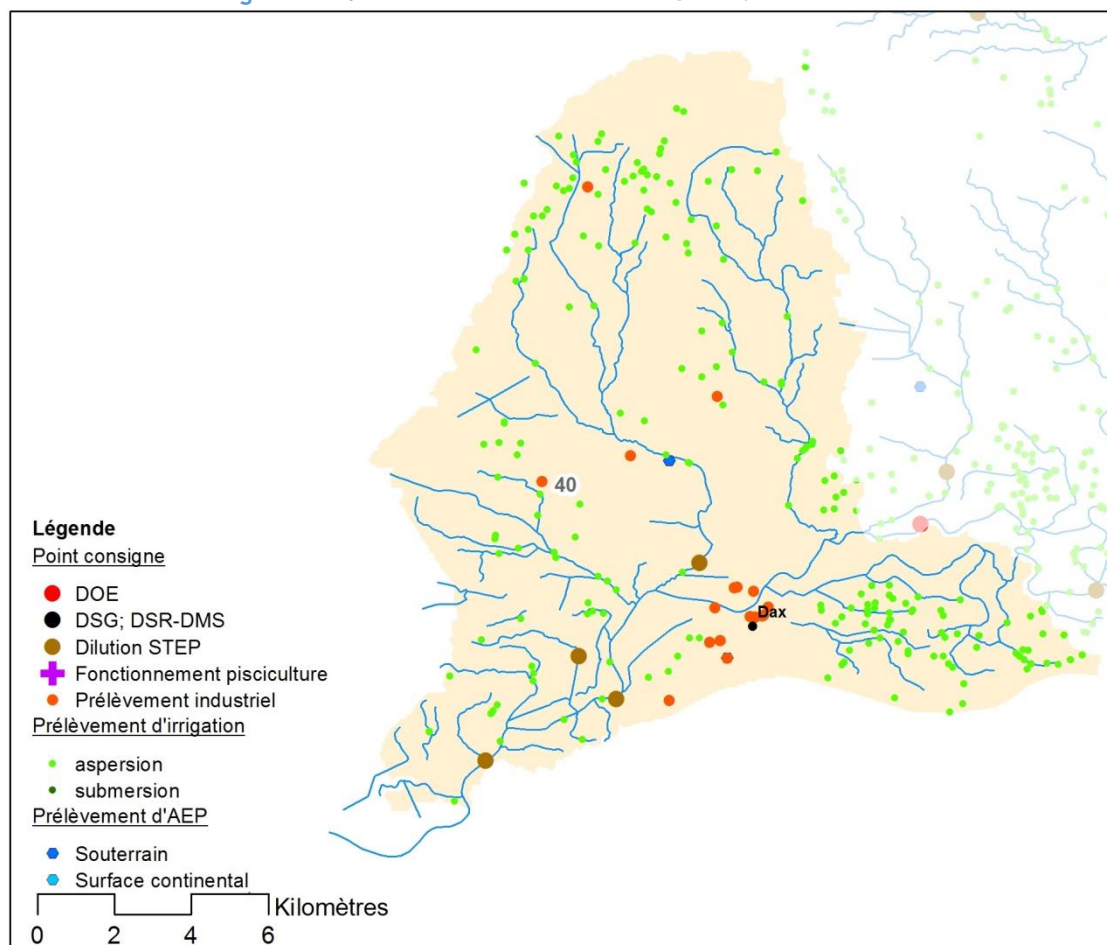 40
Dax
Légende
Point consigne
DOE
DSG; DSR-DMS
Dilution STEP
Fonctionnement pisciculture
Prélèvement industriel
Prélèvement d'irrigation
aspersion
submersion
Prélèvement d'AEP
Souterrain
Surface continental
Kilomètres
0 2 4 6